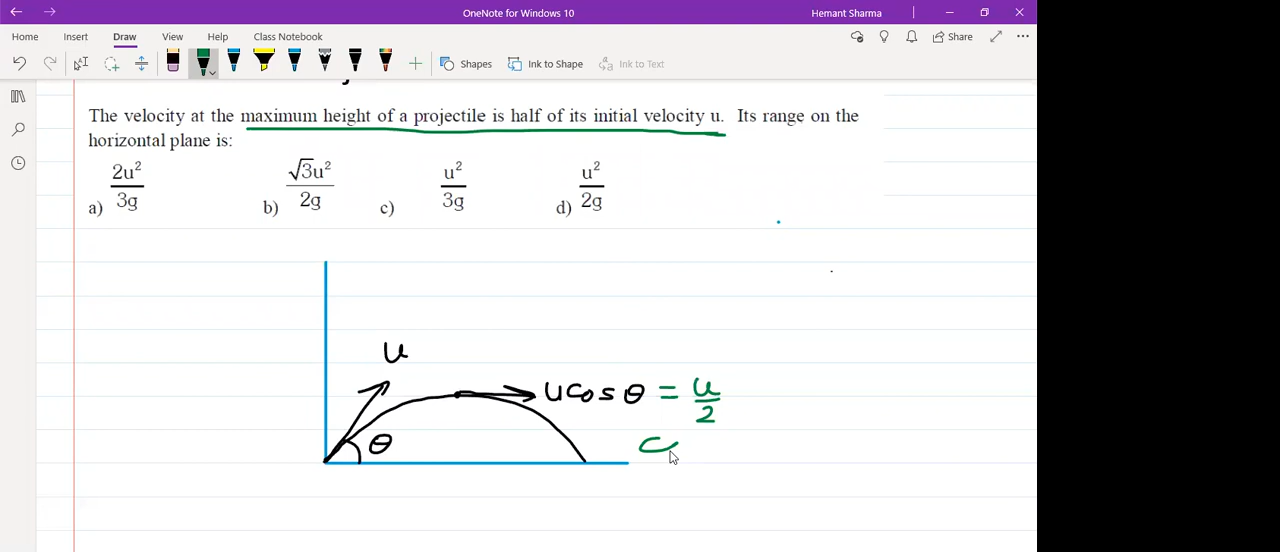 OneNote for Windows 10
Hemant Sharma
Home Insert Draw View Help Class Notebook
Share
Shapes Ink to Shape Ink to Text
The velocity at the maximum height of a projectile is half of its initial velocity u. Its range on the
horizontal plane is:
a) 2u²/3g b) √3u²/2g c) u²/3g d) u²/2g
u
u cos θ = u/2
θ